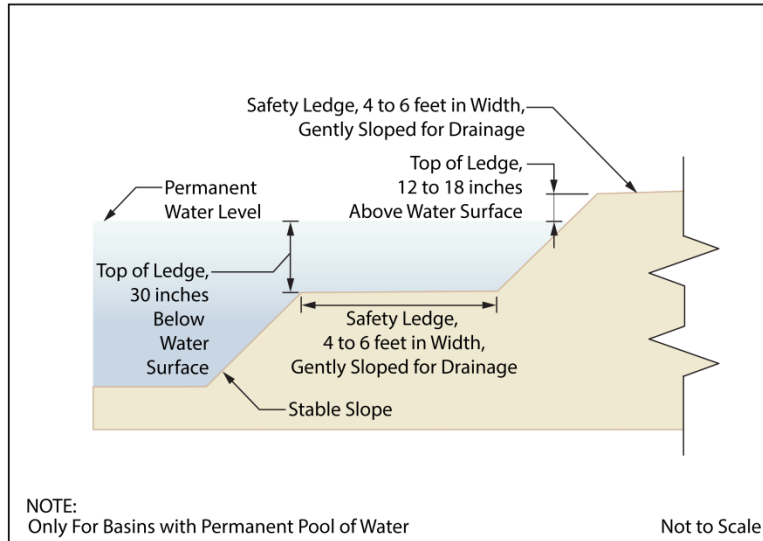 Safety Ledge, 4 to 6 feet in Width,
Gently Sloped for Drainage
Top of Ledge,
12 to 18 inches
Above Water Surface
Permanent
Water Level
Top of Ledge,
30 inches
Below
Water
Surface
Safety Ledge,
4 to 6 feet in Width,
Gently Sloped for Drainage
Stable Slope
NOTE:
Only For Basins with Permanent Pool of Water
Not to Scale